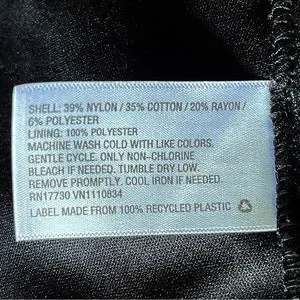 SHELL: 39% NYLON / 35% COTTON / 20% RAYON /
6% POLYESTER
LINING: 100% POLYESTER
MACHINE WASH COLD WITH LIKE COLORS.
GENTLE CYCLE. ONLY NON-CHLORINE
BLEACH IF NEEDED. TUMBLE DRY LOW.
REMOVE PROMPTLY. COOL IRON IF NEEDED.
RN17730 VN1110834
LABEL MADE FROM 100% RECYCLED PLASTIC